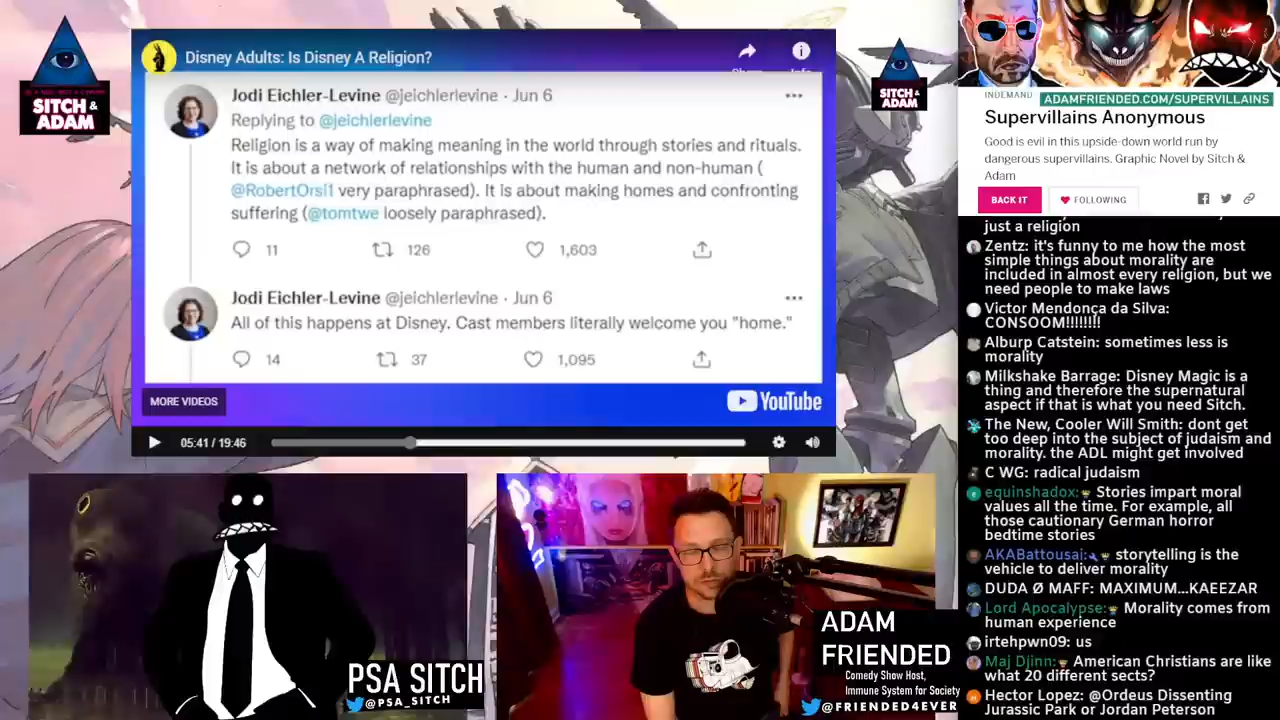 SITCH &
ADAM
Disney Adults: Is Disney A Religion?
Jodi Eichler-Levine @jeichlerlevine · Jun 6
Replying to @jeichlerlevine
Religion is a way of making meaning in the world through stories and rituals.
It is about a network of relationships with the human and non-human (
@RobertOrsi1 very paraphrased). It is about making homes and confronting
suffering (@tomtwe loosely paraphrased).
11 126 1,603
Jodi Eichler-Levine @jeichlerlevine · Jun 6
All of this happens at Disney. Cast members literally welcome you "home."
14 37 1,095
MORE VIDEOS
YouTube
05:41 / 19:46
SITCH &
ADAM
INDEMAND
ADAMFRIENDED.COM/SUPERVILLAINS
Supervillains Anonymous
Good is evil in this upside-down world run by
dangerous supervillains. Graphic Novel by Sitch &
Adam
BACK IT
FOLLOWING
just a religion
Zentz: it's funny to me how the most
simple things about morality are
included in almost every religion, but we
need people to make laws
Victor Mendonça da Silva:
CONSOOM!!!!!!!!
Alburp Catstein: sometimes less is
morality
Milkshake Barrage: Disney Magic is a
thing and therefore the supernatural
aspect if that is what you need Sitch.
The New, Cooler Will Smith: dont get
too deep into the subject of judaism and
morality. the ADL might get involved
C WG: radical judaism
equinshadox: Stories impart moral
values all the time. For example, all
those cautionary German horror
bedtime stories
AKABattousai: storytelling is the
vehicle to deliver morality
DUDA Ø MAFF: MAXIMUM...KAEEZAR
Lord Apocalypse: Morality comes from
human experience
irtehpwn09: us
Maj Djinn: American Christians are like
what 20 different sects?
Hector Lopez: @Ordeus Dissenting
Jurassic Park or Jordan Peterson
PSA SITCH
@PSA_SITCH
ADAM
FRIENDED
Comedy Show Host,
Immune System for Society
@FRIENDED4EVER